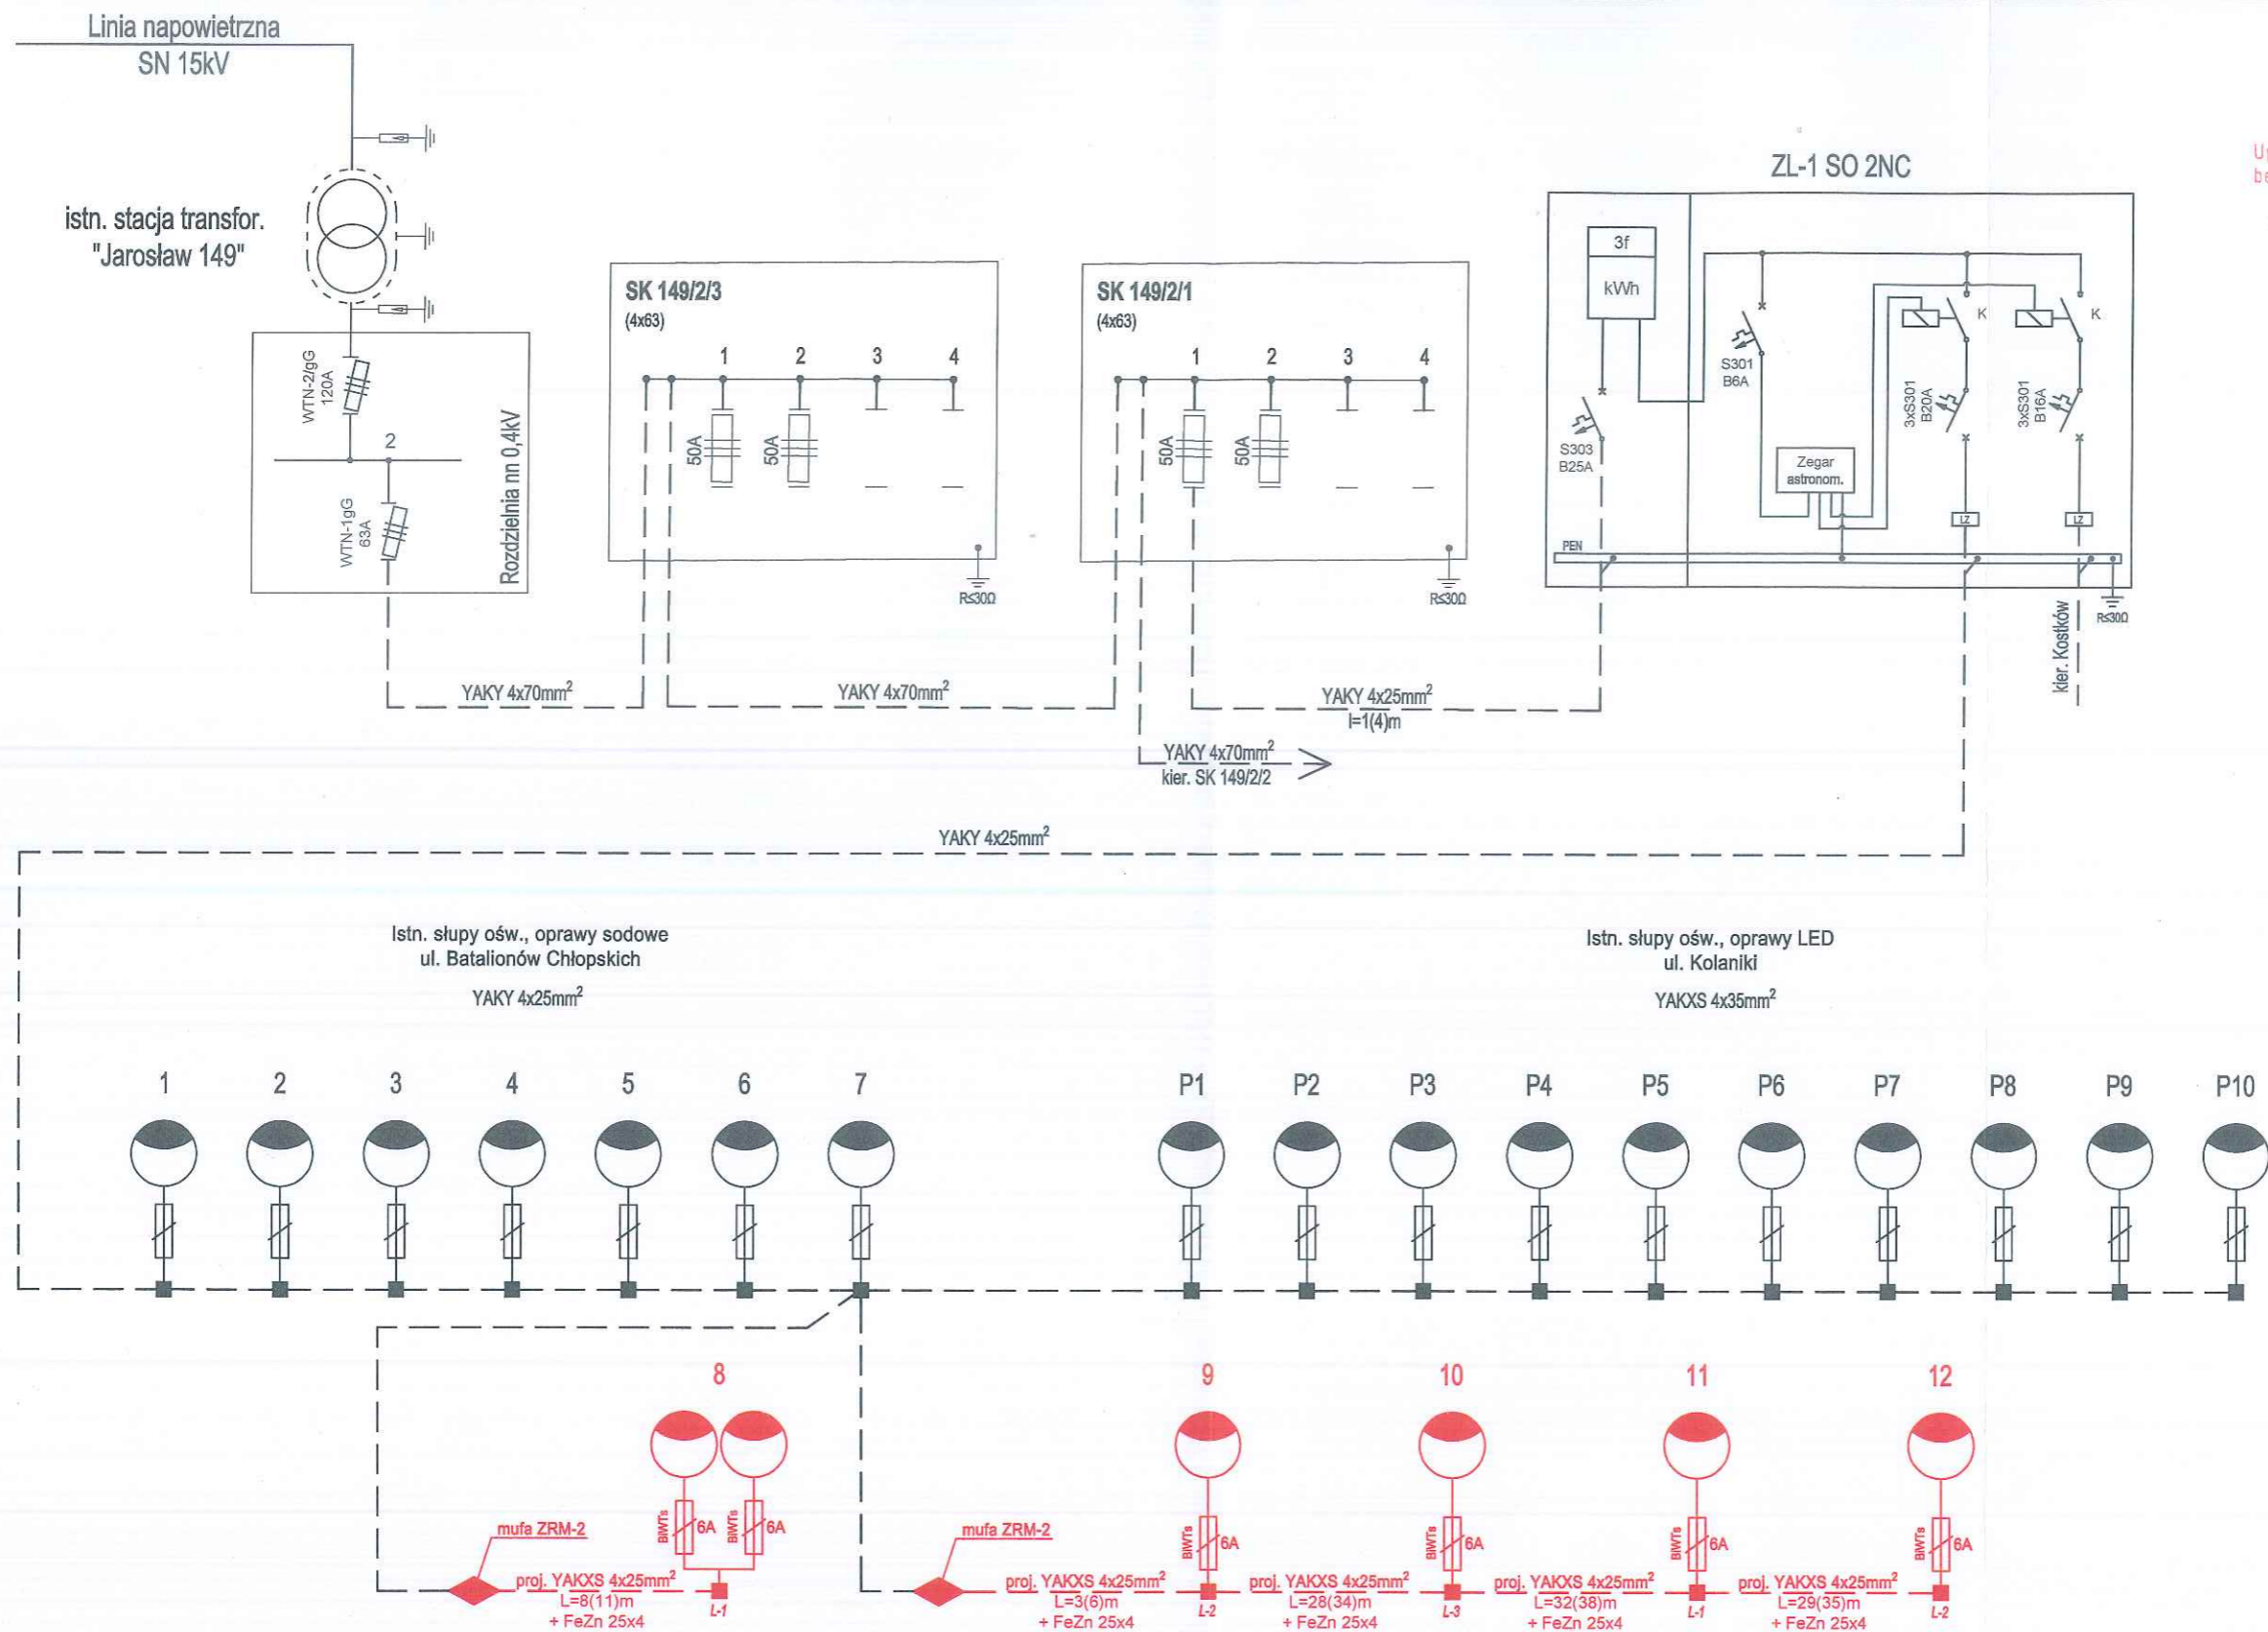 Linia napowietrzna
SN 15kV
istn. stacja transfor.
"Jarosław 149"
WTN-2/gG
120A
2
WTN-1gG
63A
Rozdzielnia nn 0,4kV
SK 149/2/3
(4x63)
1 2 3 4
50A 50A
R≤30Ω
SK 149/2/1
(4x63)
1 2 3 4
50A 50A
R≤30Ω
ZL-1 SO 2NC
3f
kWh
S303
B25A
S301
B6A
Zegar
astronom.
K
3xS301
B20A
K
3xS301
B16A
LZ LZ
PEN
R≤30Ω
kier. Kostków
YAKY 4x70mm²
YAKY 4x70mm²
YAKY 4x25mm²
l=1(4)m
YAKY 4x70mm²
kier. SK 149/2/2
YAKY 4x25mm²
Istn. słupy ośw., oprawy sodowe
ul. Batalionów Chłopskich
YAKY 4x25mm²
Istn. słupy ośw., oprawy LED
ul. Kolaniki
YAKXS 4x35mm²
1 2 3 4 5 6 7 P1 P2 P3 P4 P5 P6 P7 P8 P9 P10
8 9 10 11 12
BiWTs 6A BiWTs 6A
BiWTs 6A
BiWTs 6A
BiWTs 6A
BiWTs 6A
mufa ZRM-2
proj. YAKXS 4x25mm²
L=8(11)m
+ FeZn 25x4
L-1
mufa ZRM-2
proj. YAKXS 4x25mm²
L=3(6)m
+ FeZn 25x4
L-2
proj. YAKXS 4x25mm²
L=28(34)m
+ FeZn 25x4
L-3
proj. YAKXS 4x25mm²
L=32(38)m
+ FeZn 25x4
L-1
proj. YAKXS 4x25mm²
L=29(35)m
+ FeZn 25x4
L-2